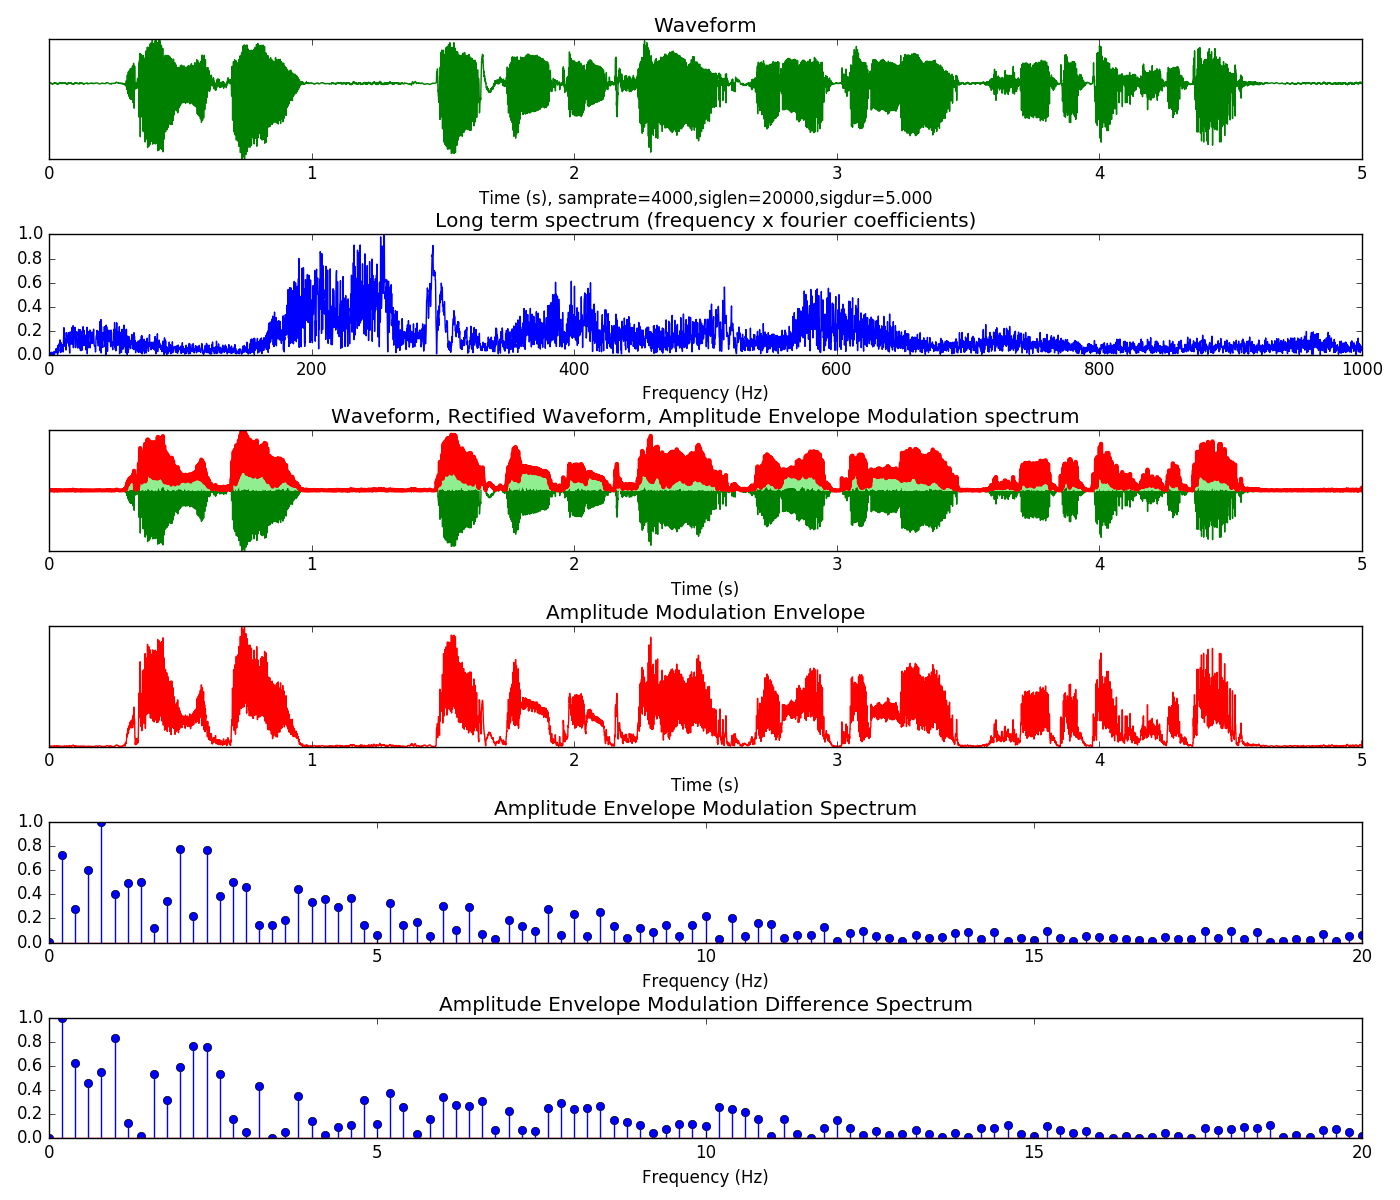 Waveform
0 1 2 3 4 5
Time (s), samprate=4000,siglen=20000,sigdur=5.000
Long term spectrum (frequency x fourier coefficients)
1.0
0.8
0.6
0.4
0.2
0.0
0 200 400 600 800 1000
Frequency (Hz)
Waveform, Rectified Waveform, Amplitude Envelope Modulation spectrum
0 1 2 3 4 5
Time (s)
Amplitude Modulation Envelope
0 1 2 3 4 5
Time (s)
Amplitude Envelope Modulation Spectrum
1.0
0.8
0.6
0.4
0.2
0.0
0 5 10 15 20
Frequency (Hz)
Amplitude Envelope Modulation Difference Spectrum
1.0
0.8
0.6
0.4
0.2
0.0
0 5 10 15 20
Frequency (Hz)